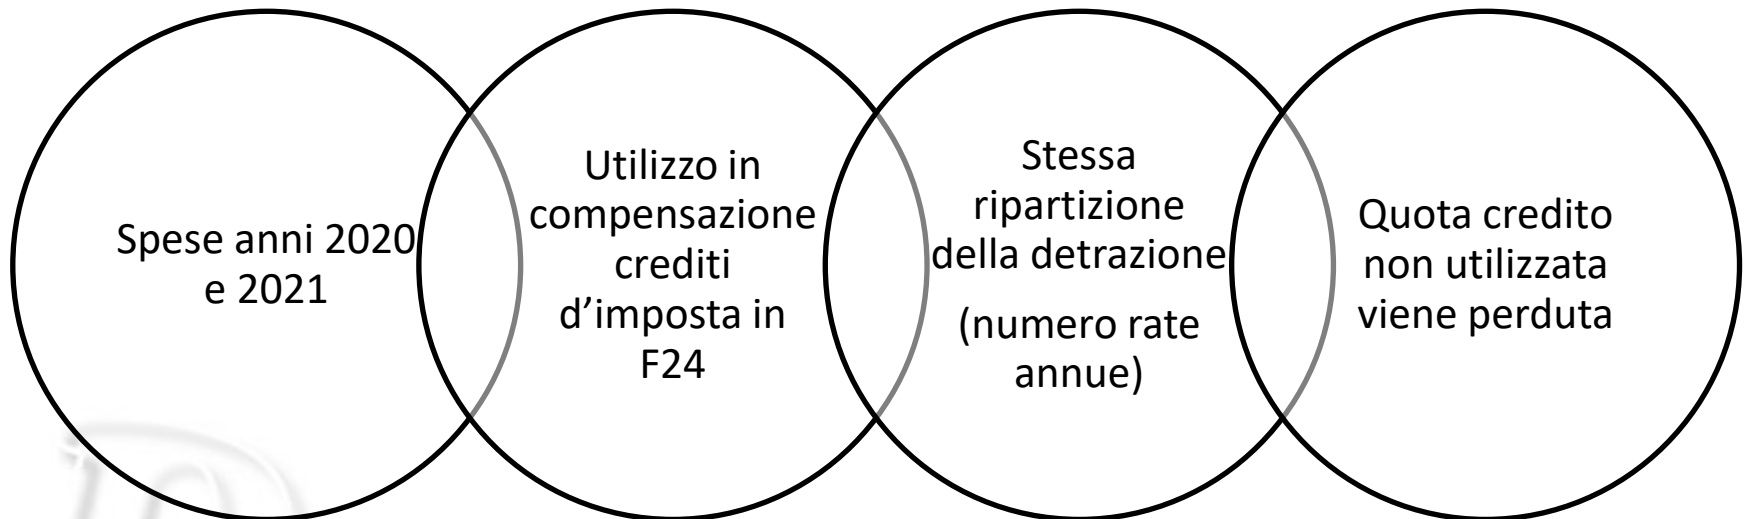 Spese anni 2020
e 2021
Utilizzo in
compensazione
crediti
d'imposta in
F24
Stessa
ripartizione
della detrazione
(numero rate
annue)
Quota credito
non utilizzata
viene perduta